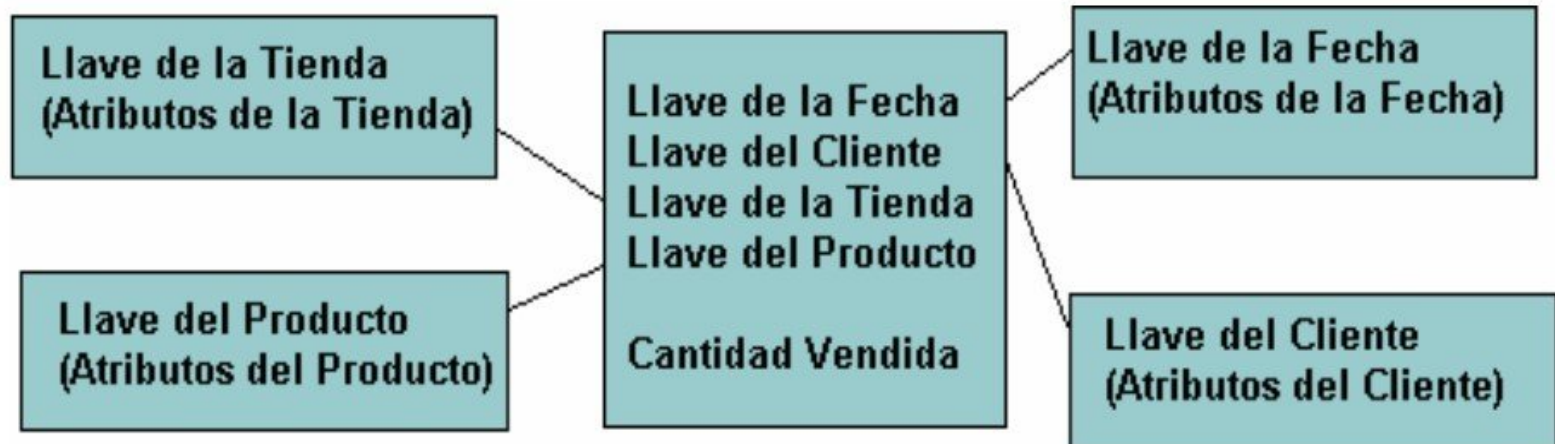 Llave de la Tienda
(Atributos de la Tienda)
Llave del Producto
(Atributos del Producto)
Llave de la Fecha
Llave del Cliente
Llave de la Tienda
Llave del Producto
Cantidad Vendida
Llave de la Fecha
(Atributos de la Fecha)
Llave del Cliente
(Atributos del Cliente)